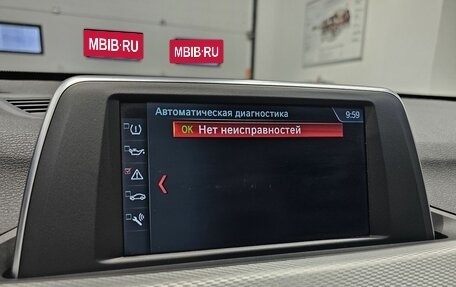 MBIB·RU
MBIB·RU
Автоматическая диагностика
9:59
OK Нет неисправностей